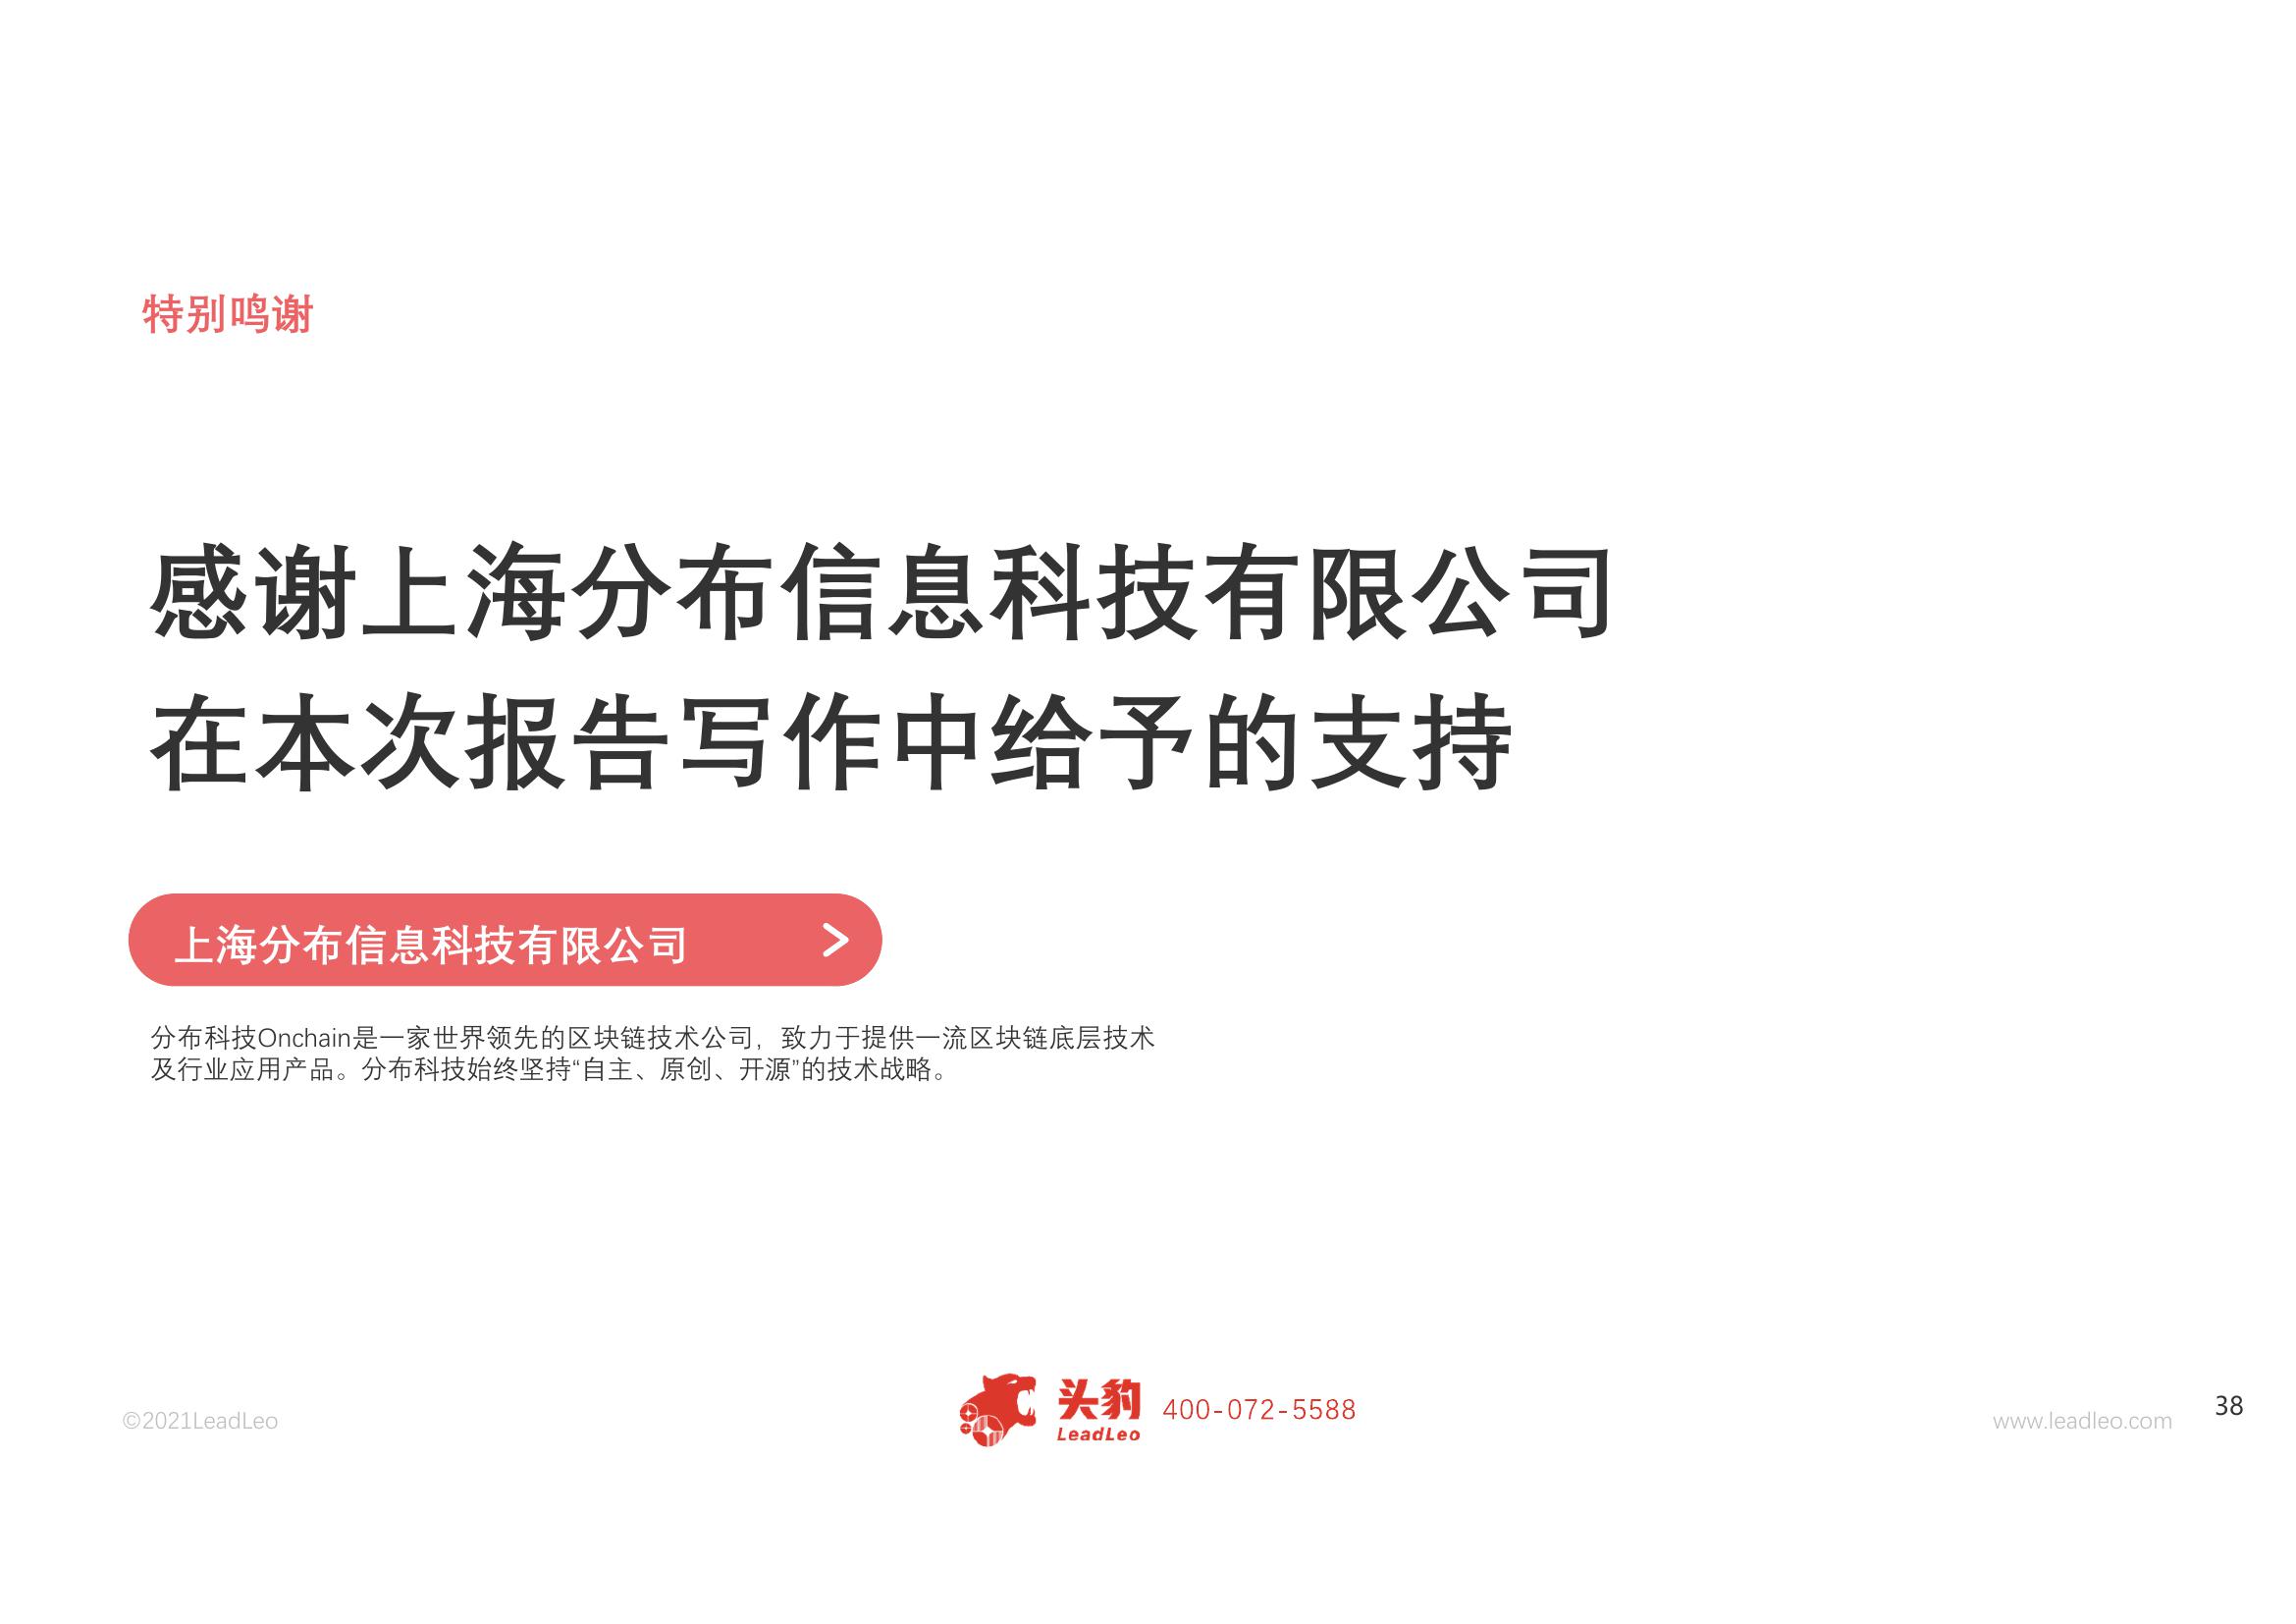 特别鸣谢
感谢上海分布信息科技有限公司
在本次报告写作中给予的支持
上海分布信息科技有限公司
分布科技Onchain是一家世界领先的区块链技术公司，致力于提供一流区块链底层技术
及行业应用产品。分布科技始终坚持“自主、原创、开源”的技术战略。
©2021LeadLeo
头豹
LeadLeo
400-072-5588
www.leadleo.com
38